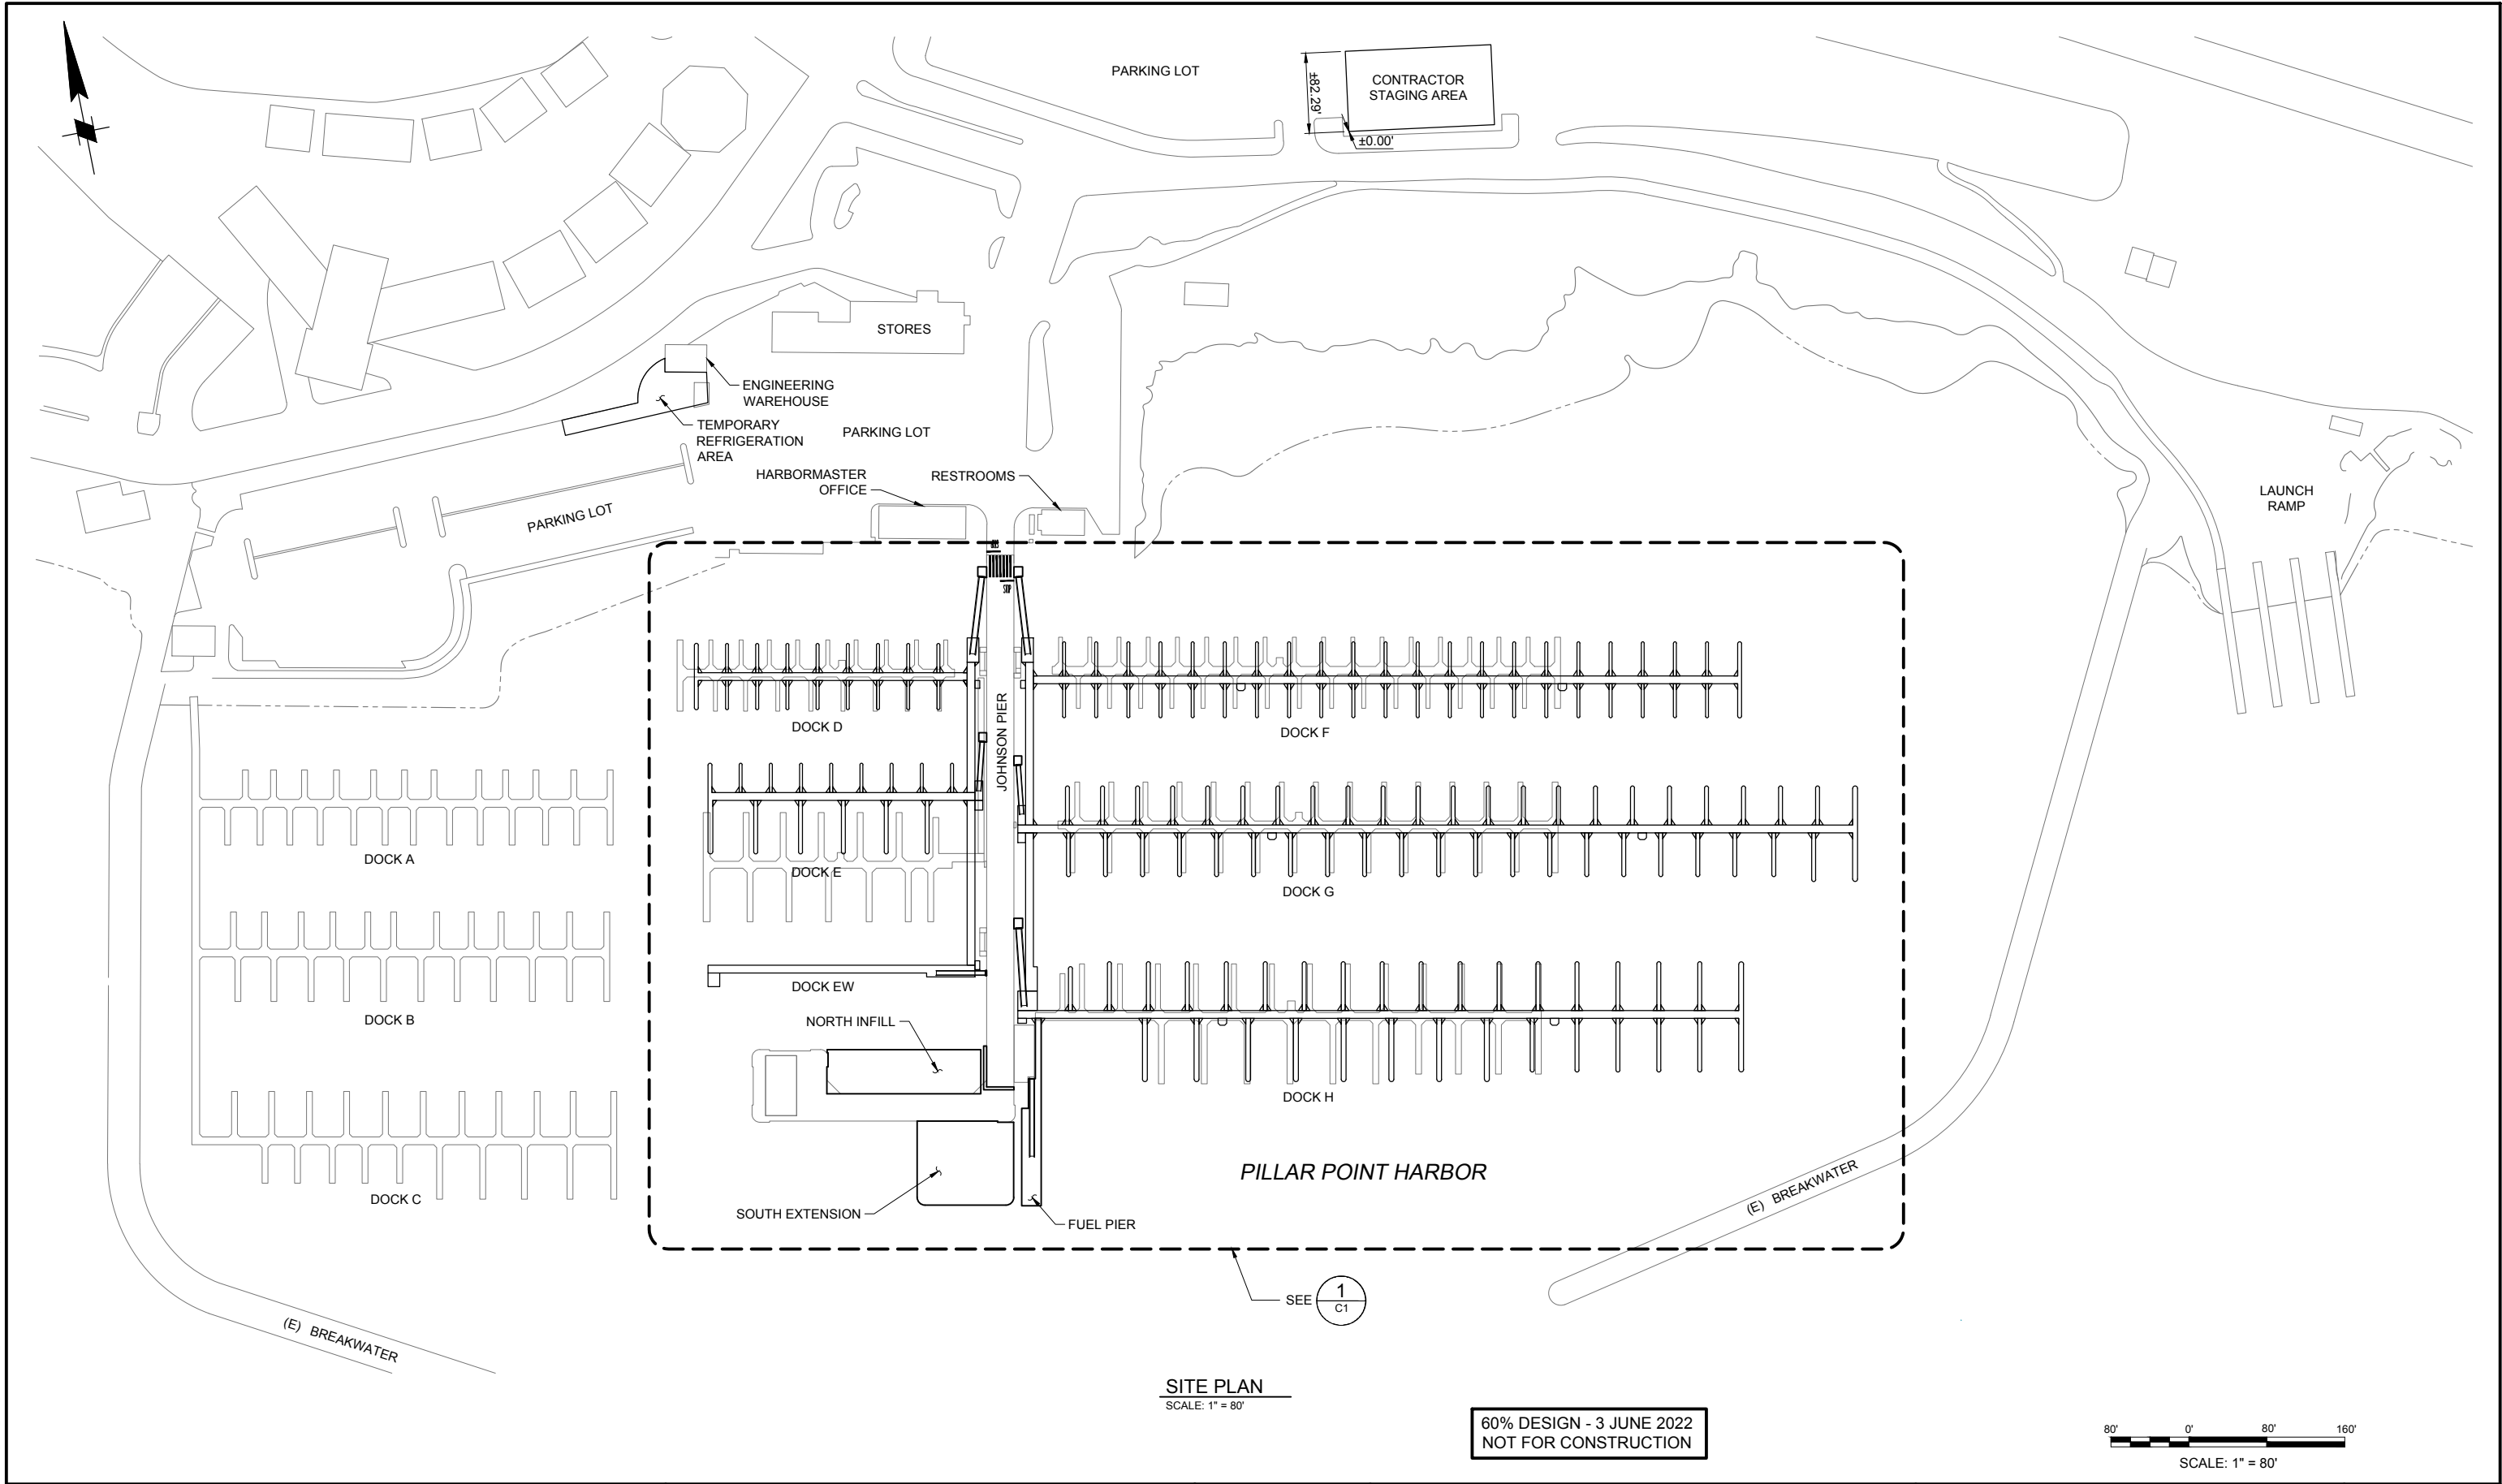 PARKING LOT
CONTRACTOR
STAGING AREA
±82.29'
±0.00'
STORES
ENGINEERING
WAREHOUSE
TEMPORARY
REFRIGERATION
AREA
PARKING LOT
HARBORMASTER
OFFICE
RESTROOMS
PARKING LOT
LAUNCH
RAMP
STOP
JOHNSON PIER
DOCK D
DOCK F
DOCK A
DOCK E
DOCK G
DOCK EW
DOCK B
NORTH INFILL
DOCK H
DOCK C
SOUTH EXTENSION
FUEL PIER
PILLAR POINT HARBOR
(E) BREAKWATER
SEE
1
C1
(E) BREAKWATER
SITE PLAN
SCALE: 1" = 80'
60% DESIGN - 3 JUNE 2022
NOT FOR CONSTRUCTION
80' 0' 80' 160'
SCALE: 1" = 80'